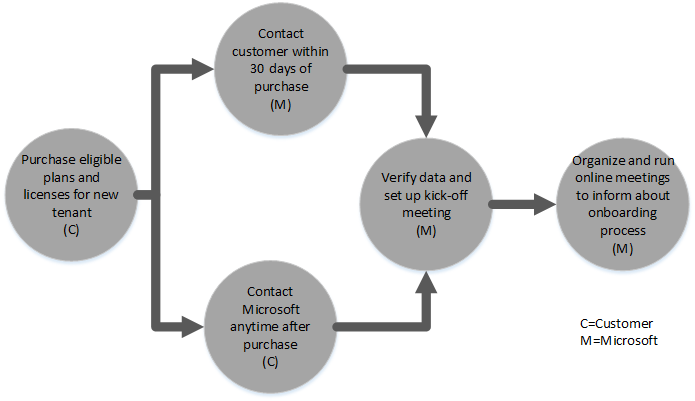 Contact
customer within
30 days of
purchase
(M)
Purchase eligible
plans and
licenses for new
tenant
(C)
Verify data and
set up kick-off
meeting
(M)
Organize and run
online meetings
to inform about
onboarding
process
(M)
Contact
Microsoft
anytime after
purchase
(C)
C=Customer
M=Microsoft